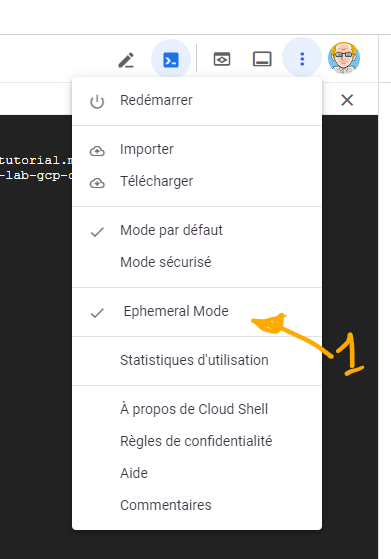 Redémarrer
tutorial.m
Importer
-lab-gcp-c
Télécharger
Mode par défaut
Mode sécurisé
Ephemeral Mode
1
Statistiques d'utilisation
À propos de Cloud Shell
Règles de confidentialité
Aide
Commentaires